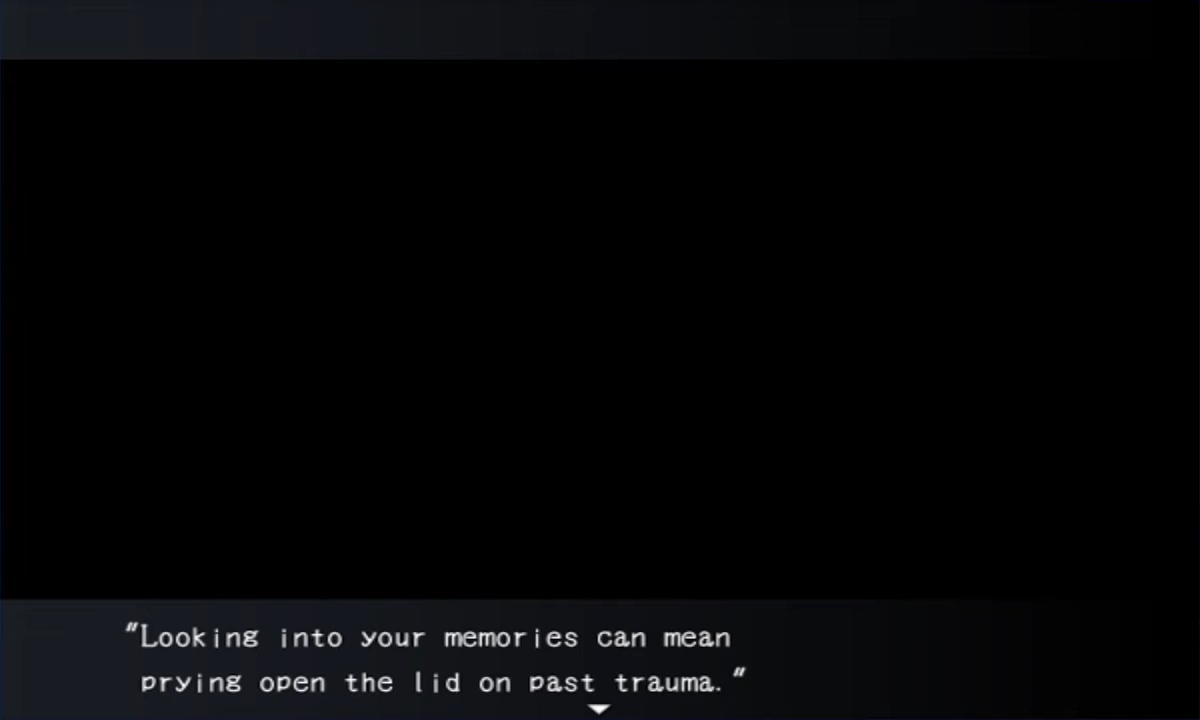 "Looking into your memories can mean
prying open the lid on past trauma."